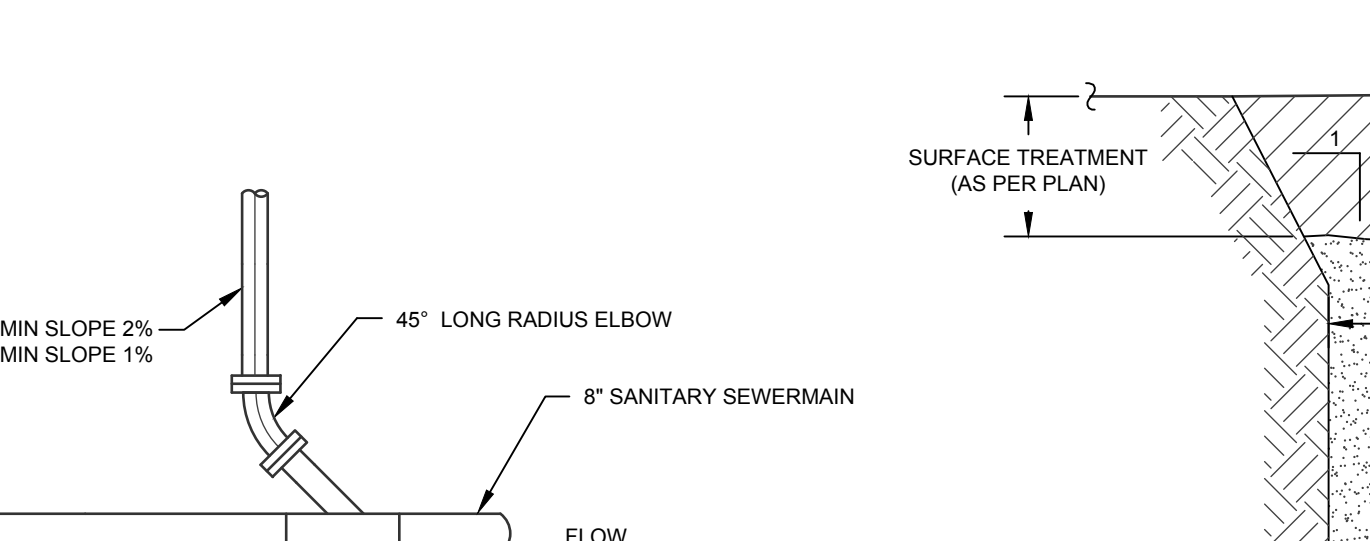 MIN SLOPE 2%
MIN SLOPE 1%
45° LONG RADIUS ELBOW
8" SANITARY SEWERMAIN
FLOW
SURFACE TREATMENT
(AS PER PLAN)
1